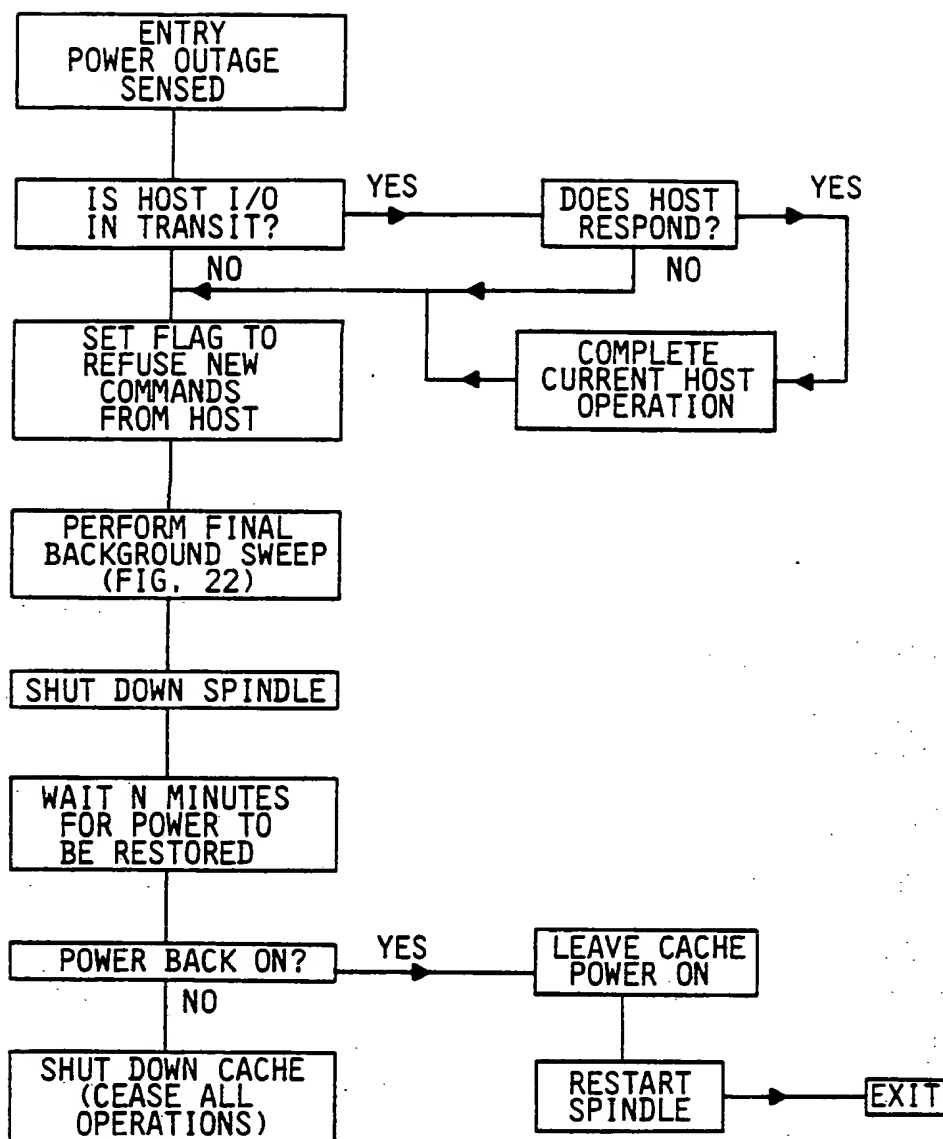 ENTRY
POWER OUTAGE
SENSED
IS HOST I/O
IN TRANSIT?
YES
DOES HOST
RESPOND?
YES
NO
NO
SET FLAG TO
REFUSE NEW
COMMANDS
FROM HOST
COMPLETE
CURRENT HOST
OPERATION
PERFORM FINAL
BACKGROUND SWEEP
(FIG. 22)
SHUT DOWN SPINDLE
WAIT N MINUTES
FOR POWER TO
BE RESTORED
POWER BACK ON?
YES
LEAVE CACHE
POWER ON
NO
SHUT DOWN CACHE
(CEASE ALL
OPERATIONS)
RESTART
SPINDLE
EXIT